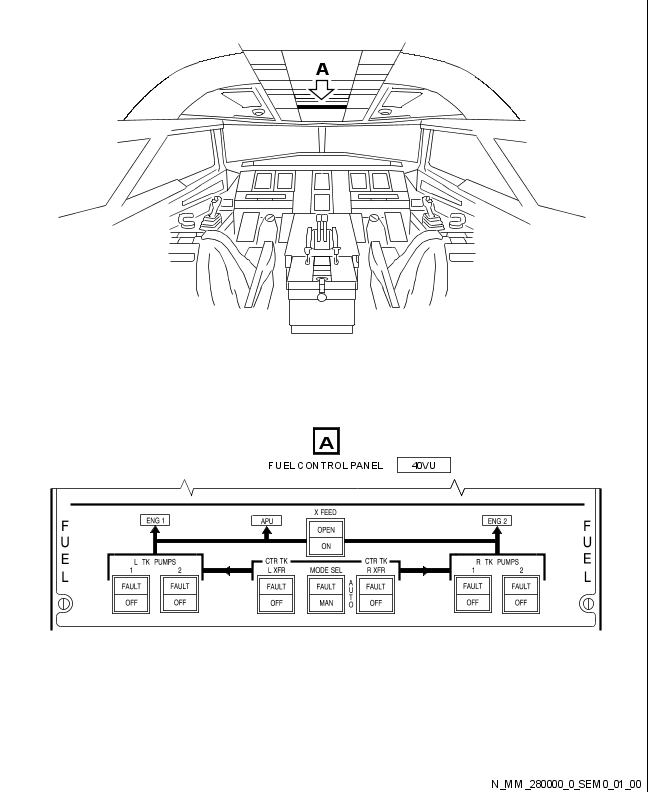 A
A
FUEL CONTROL PANEL 40VU
X FEED
ENG 1 APU OPEN ENG 2
ON
FUEL FUEL
L TK PUMPS CTR TK CTR TK R TK PUMPS
1 2 L XFR MODE SEL R XFR 1 2
FAULT FAULT FAULT FAULT AUTO FAULT FAULT FAULT
OFF OFF OFF MAN OFF OFF OFF
N_MM_280000_0_SEM0_01_00